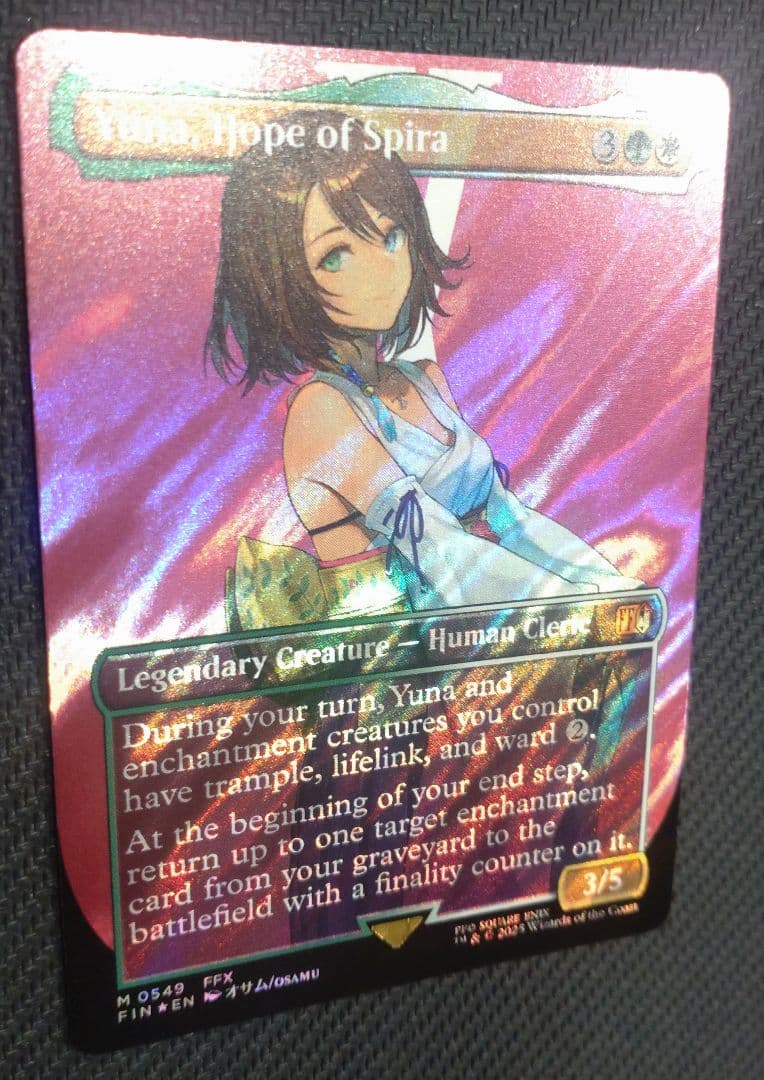 Yuna, Hope of Spira 3
Legendary Creature — Human Cleric
During your turn, Yuna and
enchantment creatures you control
have trample, lifelink, and ward 2.
At the beginning of your end step,
return up to one target enchantment
card from your graveyard to the
battlefield with a finality counter on it.
3/5
M 0549 FFX
FIN★EN オサム/OSAMU
SQUARE ENIX
™ & © 2025 Wizards of the Coast